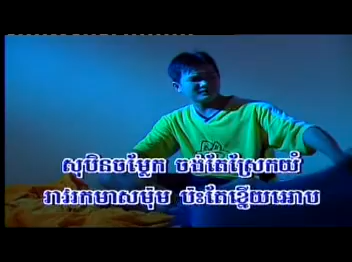 សុបិនចម្លែក ចង់តែស្រែកយំ
រាវរកមាសម៉ុម ប៉ះតែខ្នើយអោប